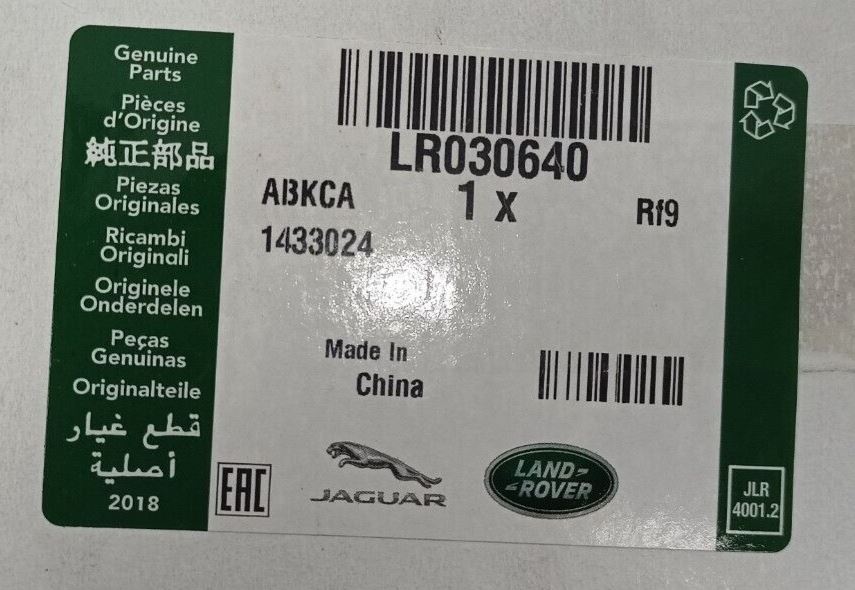 Genuine
Parts
Pièces
d'Origine
純正部品
Piezas
Originales
Ricambi
Originali
Originele
Onderdelen
Peças
Genuinas
Originalteile
قطع غيار
أصلية
2018
LR030640
ABKCA
1 X
Rf9
1433024
Made In
China
EAC
JAGUAR
LAND-
-ROVER
JLR
4001.2